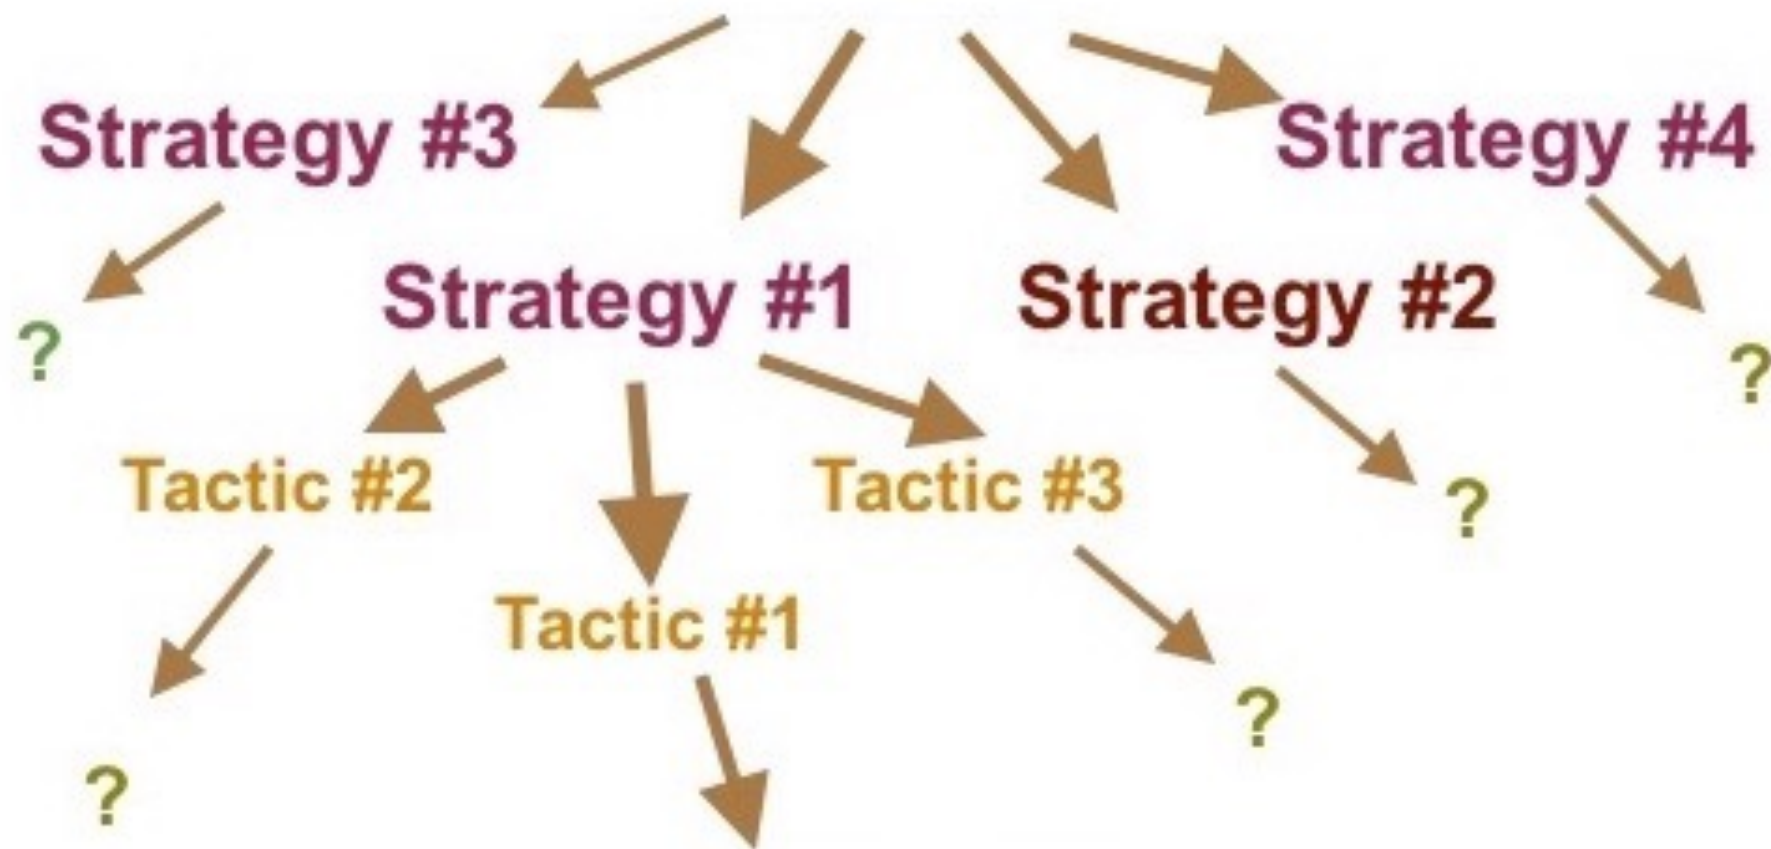 Strategy #3
Strategy #4
Strategy #1
Strategy #2
?
?
Tactic #2
Tactic #3
?
Tactic #1
?
?